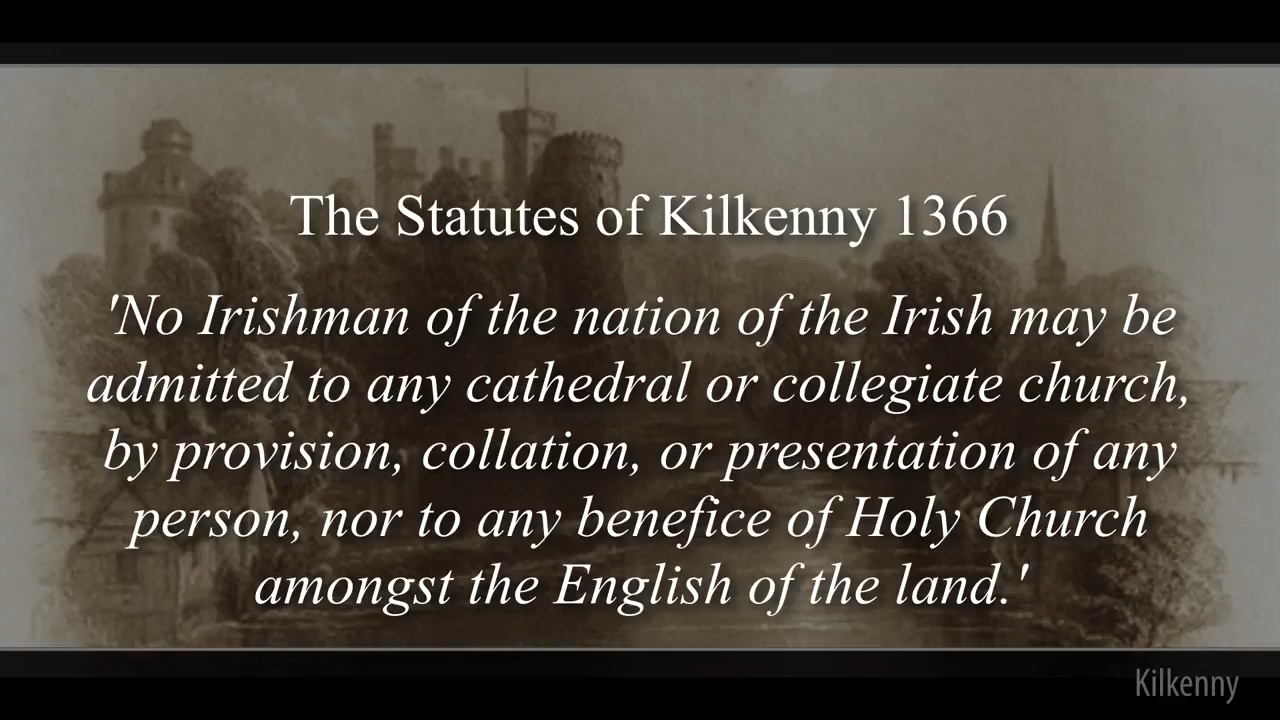 The Statutes of Kilkenny 1366
'No Irishman of the nation of the Irish may be
admitted to any cathedral or collegiate church,
by provision, collation, or presentation of any
person, nor to any benefice of Holy Church
amongst the English of the land.'
Kilkenny